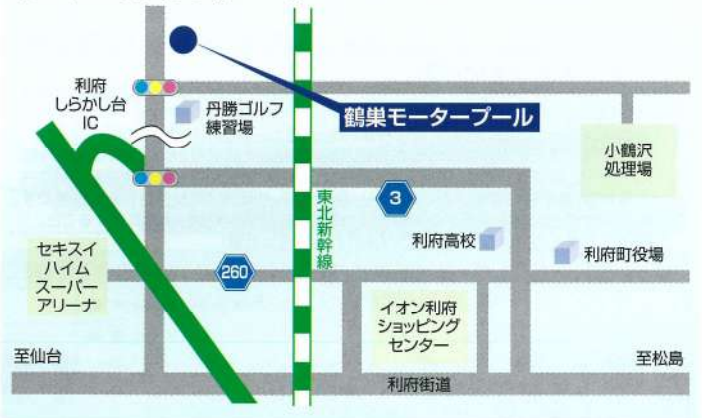 利府
しらかし台
IC
丹勝ゴルフ
練習場
鶴巣モータープール
小鶴沢
処理場
3
東北新幹線
利府高校
利府町役場
セキスイ
ハイム
スーパー
アリーナ
260
イオン利府
ショッピング
センター
至仙台
至松島
利府街道